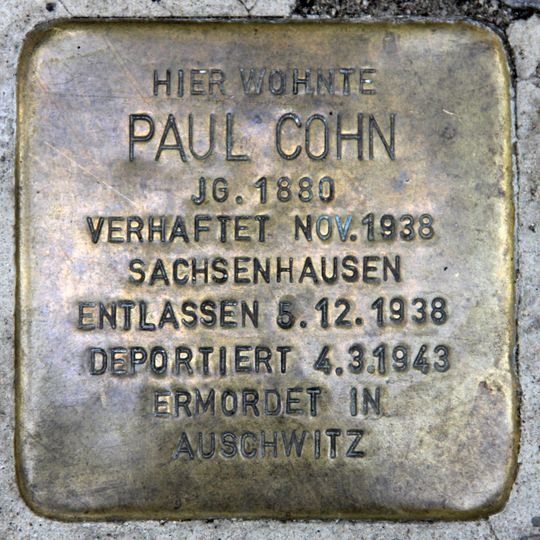 HIER WOHNTE
PAUL COHN
JG. 1880
VERHAFTET NOV. 1938
SACHSENHAUSEN
ENTLASSEN 5.12.1938
DEPORTIERT 4.3.1943
ERMORDET IN
AUSCHWITZ